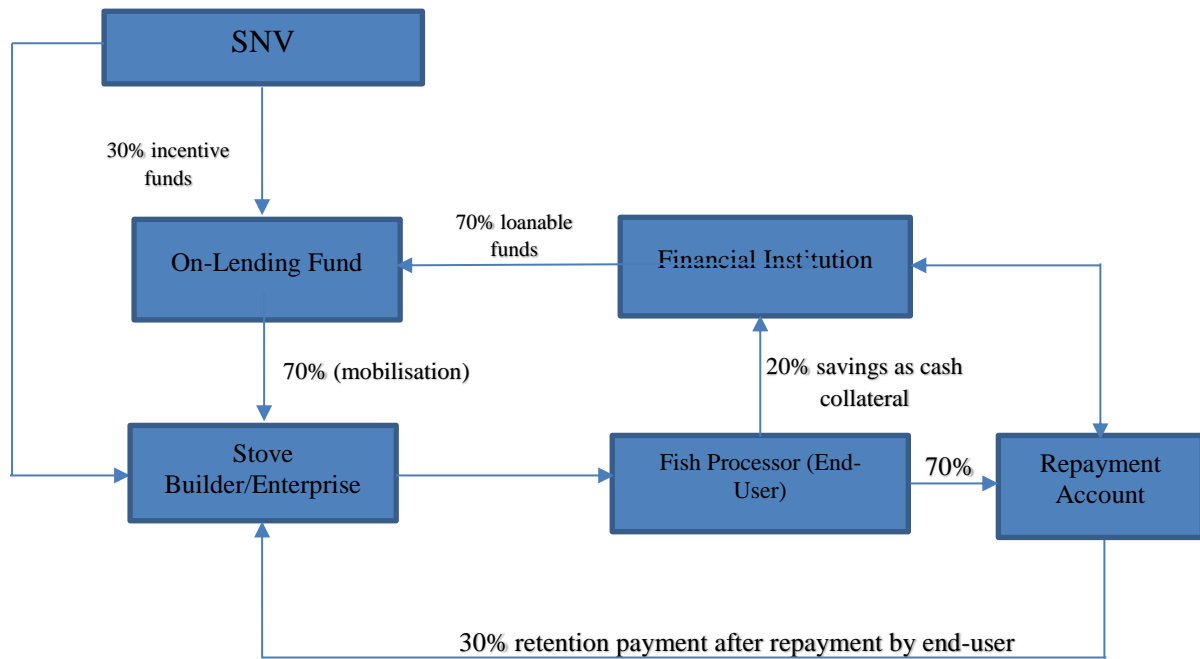 SNV
30% incentive
funds
70% loanable
funds
On-Lending Fund
Financial Institution
70% (mobilisation)
20% savings as cash
collateral
Stove
Builder/Enterprise
Fish Processor (End-
User)
70%
Repayment
Account
30% retention payment after repayment by end-user